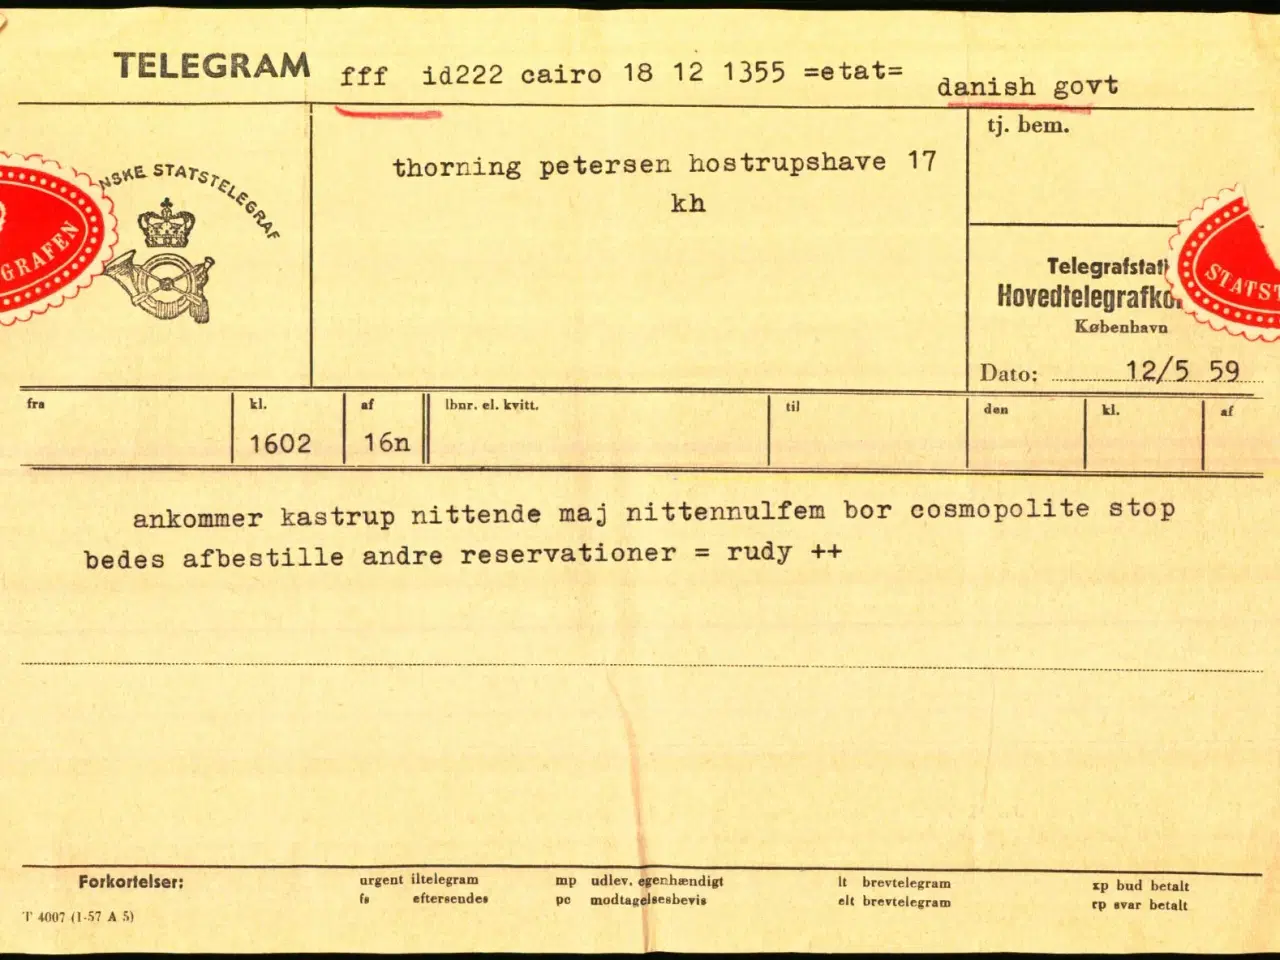 TELEGRAM fff id222 cairo 18 12 1355 =etat= danish govt
tj. bem.
NSKE STATSTELEGRAF
thorning petersen hostrupshave 17
kh
GRAFEN
STATST
Telegrafstati
Hovedtelegrafko
København
Dato: 12/5 59
fra kl. af lbnr. el. kvitt. til den kl. af
1602 16n
ankommer kastrup nittende maj nittennulfem bor cosmopolite stop
bedes afbestille andre reservationer = rudy ++
Forkortelser: urgent iltelegram mp udlev. egenhændigt lt brevtelegram xp bud betalt
fs eftersendes pc modtagelsesbevis elt brevtelegram rp svar betalt
T 4007 (1-57 A 5)